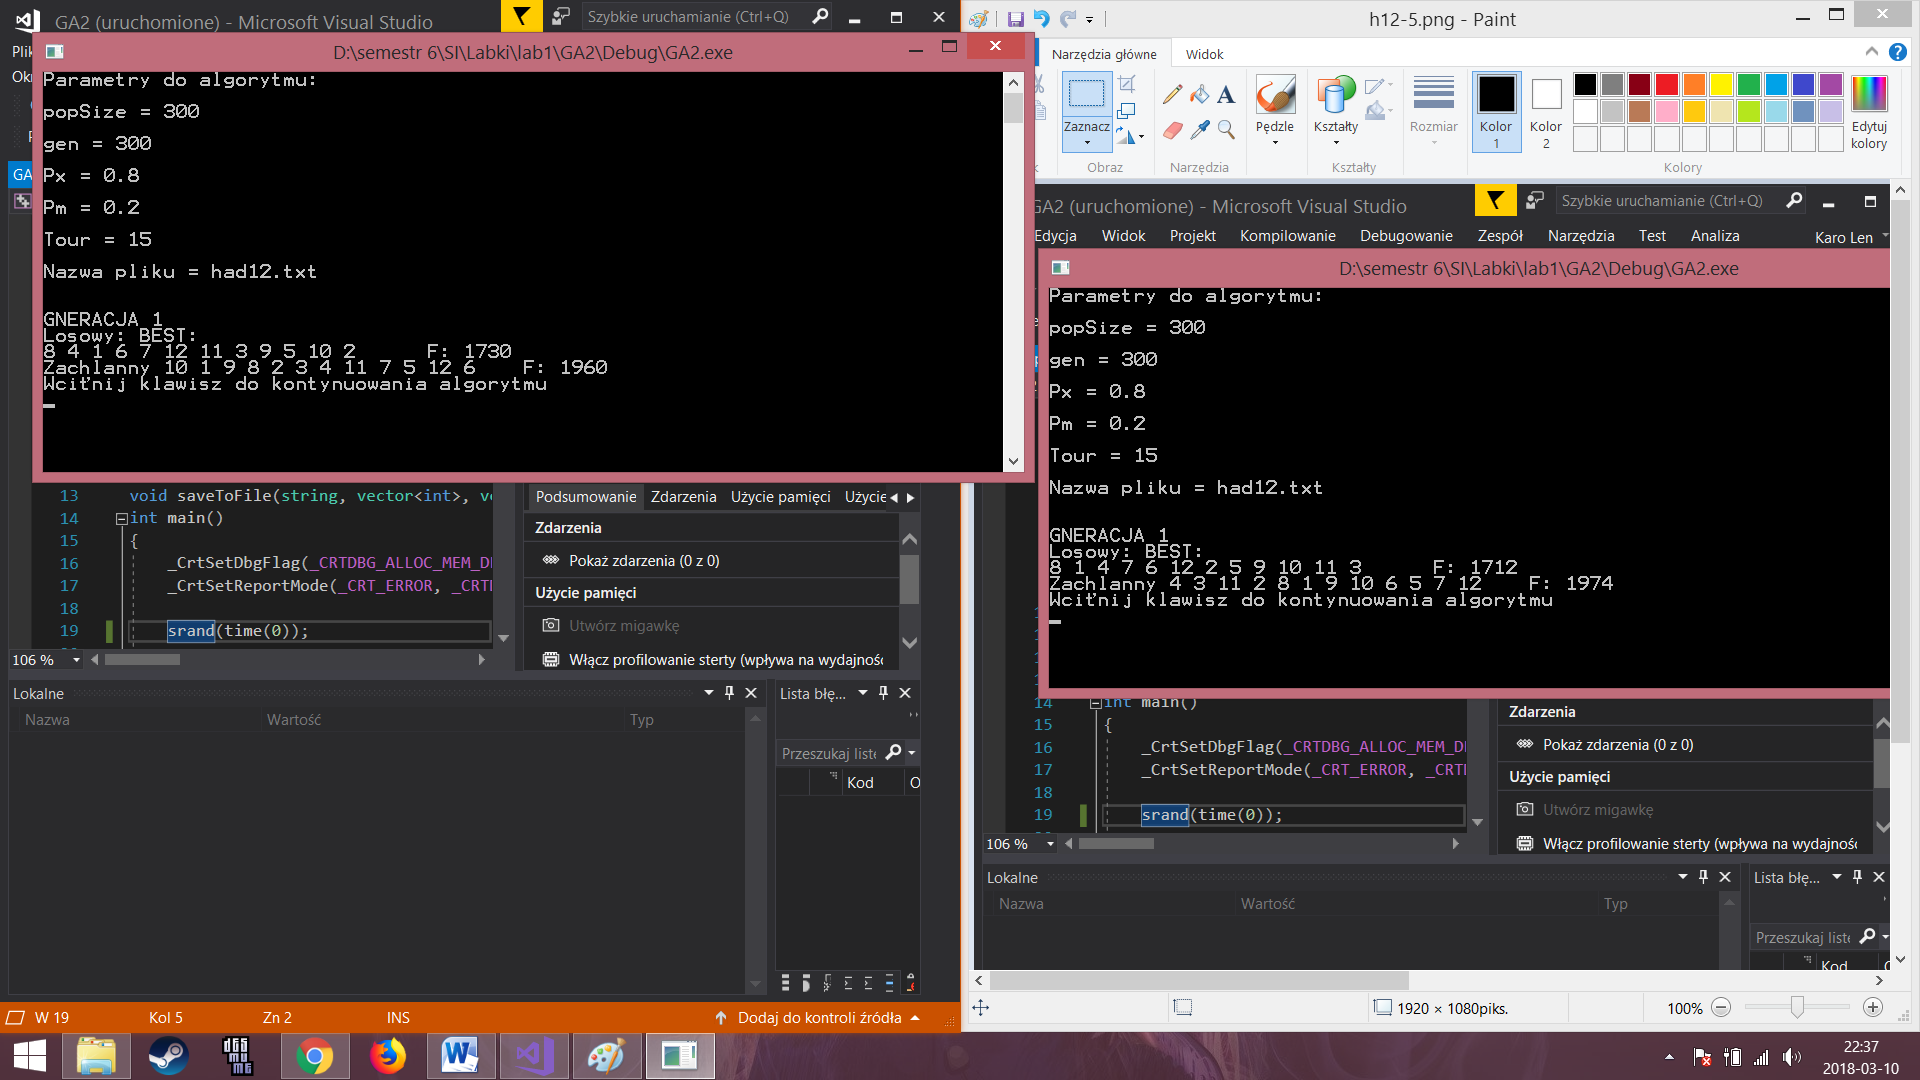 GA2 (uruchomione) - Microsoft Visual Studio
Szybkie uruchamianie (Ctrl+Q)
D:\semestr 6\SI\Labki\lab1\GA2\Debug\GA2.exe
Parametry do algorytmu:
popSize = 300
gen = 300
Px = 0.8
Pm = 0.2
Tour = 15
Nazwa pliku = had12.txt
GNERACJA 1
Losowy: BEST:
8 4 1 6 7 12 11 3 9 5 10 2 F: 1730
Zachlanny 10 1 9 8 2 3 4 11 7 5 12 6 F: 1960
Wciťnij klawisz do kontynuowania algorytmu
13 void saveToFile(string, vector<int>, v
14 int main()
15 {
16 _CrtSetDbgFlag(_CRTDBG_ALLOC_MEM_D
17 _CrtSetReportMode(_CRT_ERROR, _CRT
18
19 srand(time(0));
106 %
Podsumowanie Zdarzenia Użycie pamięci Użycie
Zdarzenia
Pokaż zdarzenia (0 z 0)
Użycie pamięci
Utwórz migawkę
Włącz profilowanie sterty (wpływa na wydajnoś
Lokalne
Nazwa Wartość Typ
Lista błę...
Przeszukaj liste
Kod
W 19 Kol 5 Zn 2 INS Dodaj do kontroli źródła
h12-5.png - Paint
Narzędzia główne Widok
Zaznacz
Obraz
Narzędzia
Pędzle
Kształty
Kształty
Rozmiar
Kolor 1
Kolor 2
Edytuj kolory
Kolory
GA2 (uruchomione) - Microsoft Visual Studio
Szybkie uruchamianie (Ctrl+Q)
Edycja Widok Projekt Kompilowanie Debugowanie Zespół Narzędzia Test Analiza Karo Len
D:\semestr 6\SI\Labki\lab1\GA2\Debug\GA2.exe
Parametry do algorytmu:
popSize = 300
gen = 300
Px = 0.8
Pm = 0.2
Tour = 15
Nazwa pliku = had12.txt
GNERACJA 1
Losowy: BEST:
8 1 4 7 6 12 2 5 9 10 11 3 F: 1712
Zachlanny 4 3 11 2 8 1 9 10 6 5 7 12 F: 1974
Wciťnij klawisz do kontynuowania algorytmu
14 int main()
15 {
16 _CrtSetDbgFlag(_CRTDBG_ALLOC_MEM_D
17 _CrtSetReportMode(_CRT_ERROR, _CRT
18
19 srand(time(0));
106 %
Zdarzenia
Pokaż zdarzenia (0 z 0)
Użycie pamięci
Utwórz migawkę
Włącz profilowanie sterty (wpływa na wydajnoś
Lokalne
Nazwa Wartość Typ
Lista błę...
Przeszukaj liste
Kod
1920 × 1080piks.
100%
22:37
2018-03-10